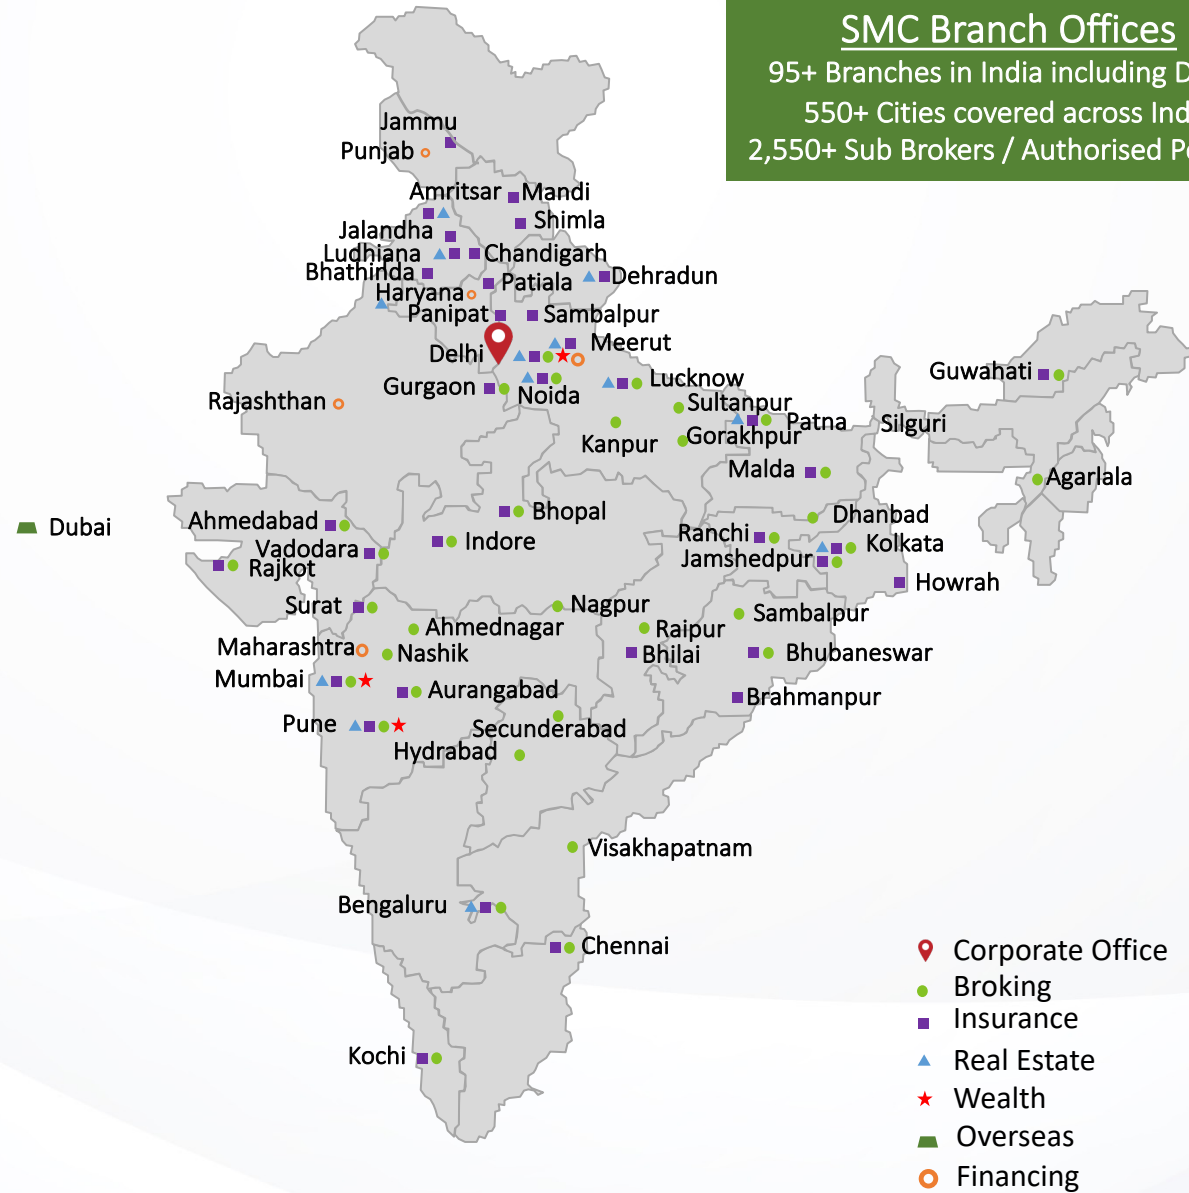 SMC Branch Offices
95+ Branches in India including D
550+ Cities covered across Ind
2,550+ Sub Brokers / Authorised P
Jammu
Punjab
Amritsar
Mandi
Shimla
Jalandha
Ludhiana
Chandigarh
Bhathinda
Patiala
Dehradun
Haryana
Panipat
Sambalpur
Meerut
Delhi
Guwahati
Gurgaon
Noida
Lucknow
Rajashthan
Sultanpur
Patna
Silguri
Kanpur
Gorakhpur
Malda
Agarlala
Dubai
Ahmedabad
Bhopal
Dhanbad
Ranchi
Vadodara
Indore
Kolkata
Rajkot
Jamshedpur
Howrah
Surat
Nagpur
Sambalpur
Ahmednagar
Raipur
Maharashtra
Nashik
Bhilai
Bhubaneswar
Mumbai
Aurangabad
Brahmanpur
Pune
Secunderabad
Hydrabad
Visakhapatnam
Bengaluru
Chennai
Kochi
Corporate Office
Broking
Insurance
Real Estate
Wealth
Overseas
Financing